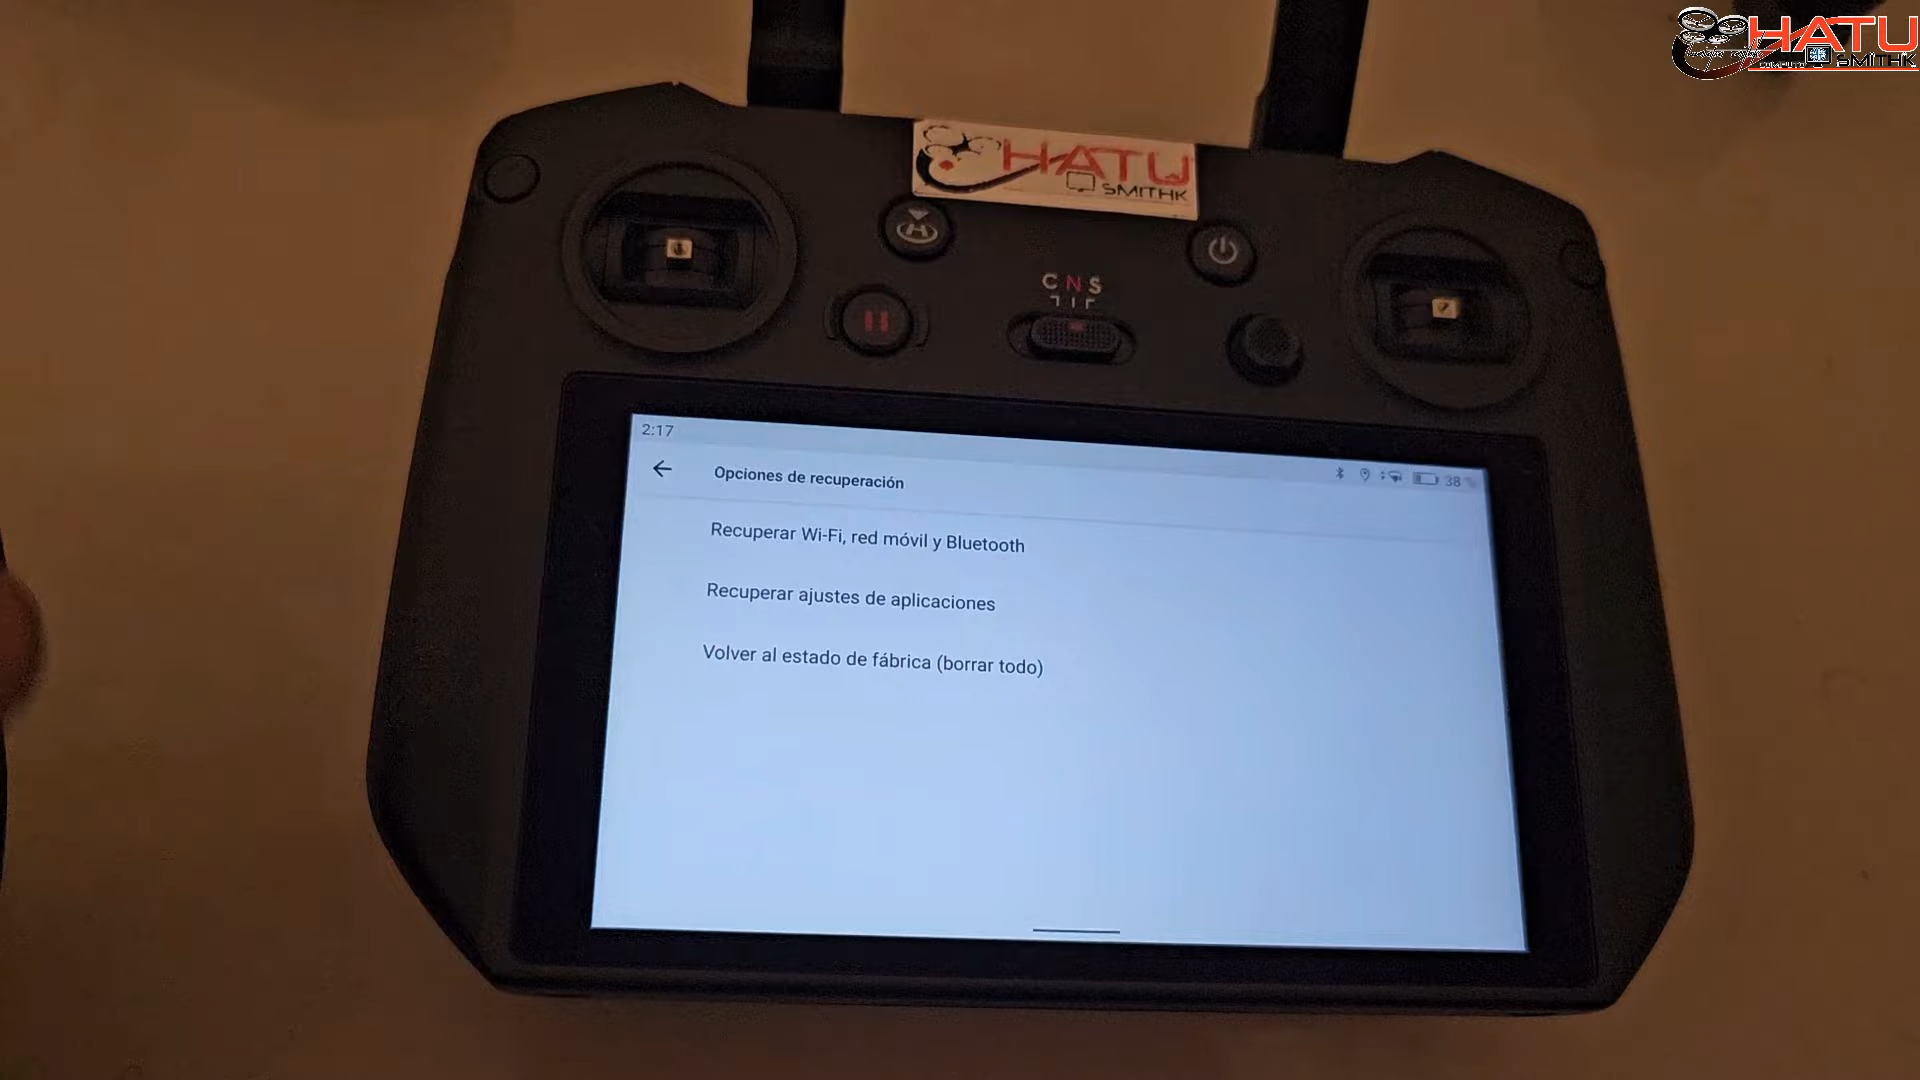 HATU
COMPUTO SMITHK
HATU
SMITHK
C N S
2:17
38
Opciones de recuperación
Recuperar Wi-Fi, red móvil y Bluetooth
Recuperar ajustes de aplicaciones
Volver al estado de fábrica (borrar todo)